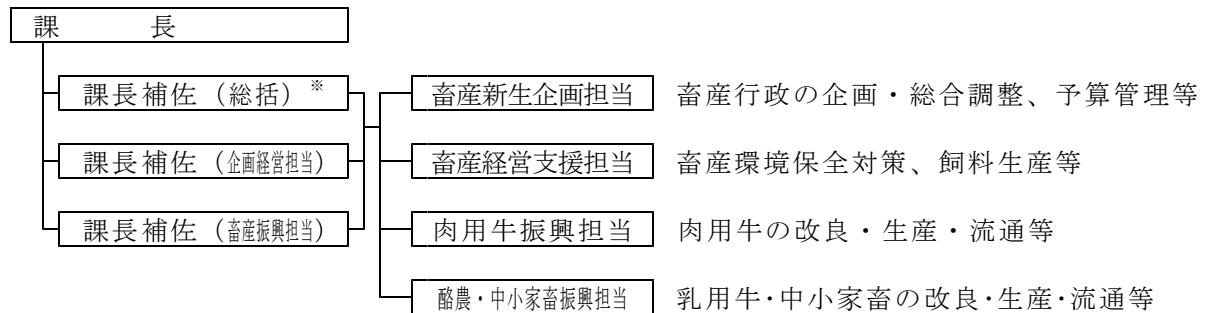 課長
課長補佐（総括）※ 畜産新生企画担当 畜産行政の企画・総合調整、予算管理等
課長補佐（企画経営担当） 畜産経営支援担当 畜産環境保全対策、飼料生産等
課長補佐（畜産振興担当） 肉用牛振興担当 肉用牛の改良・生産・流通等
酪農・中小家畜振興担当 乳用牛・中小家畜の改良・生産・流通等